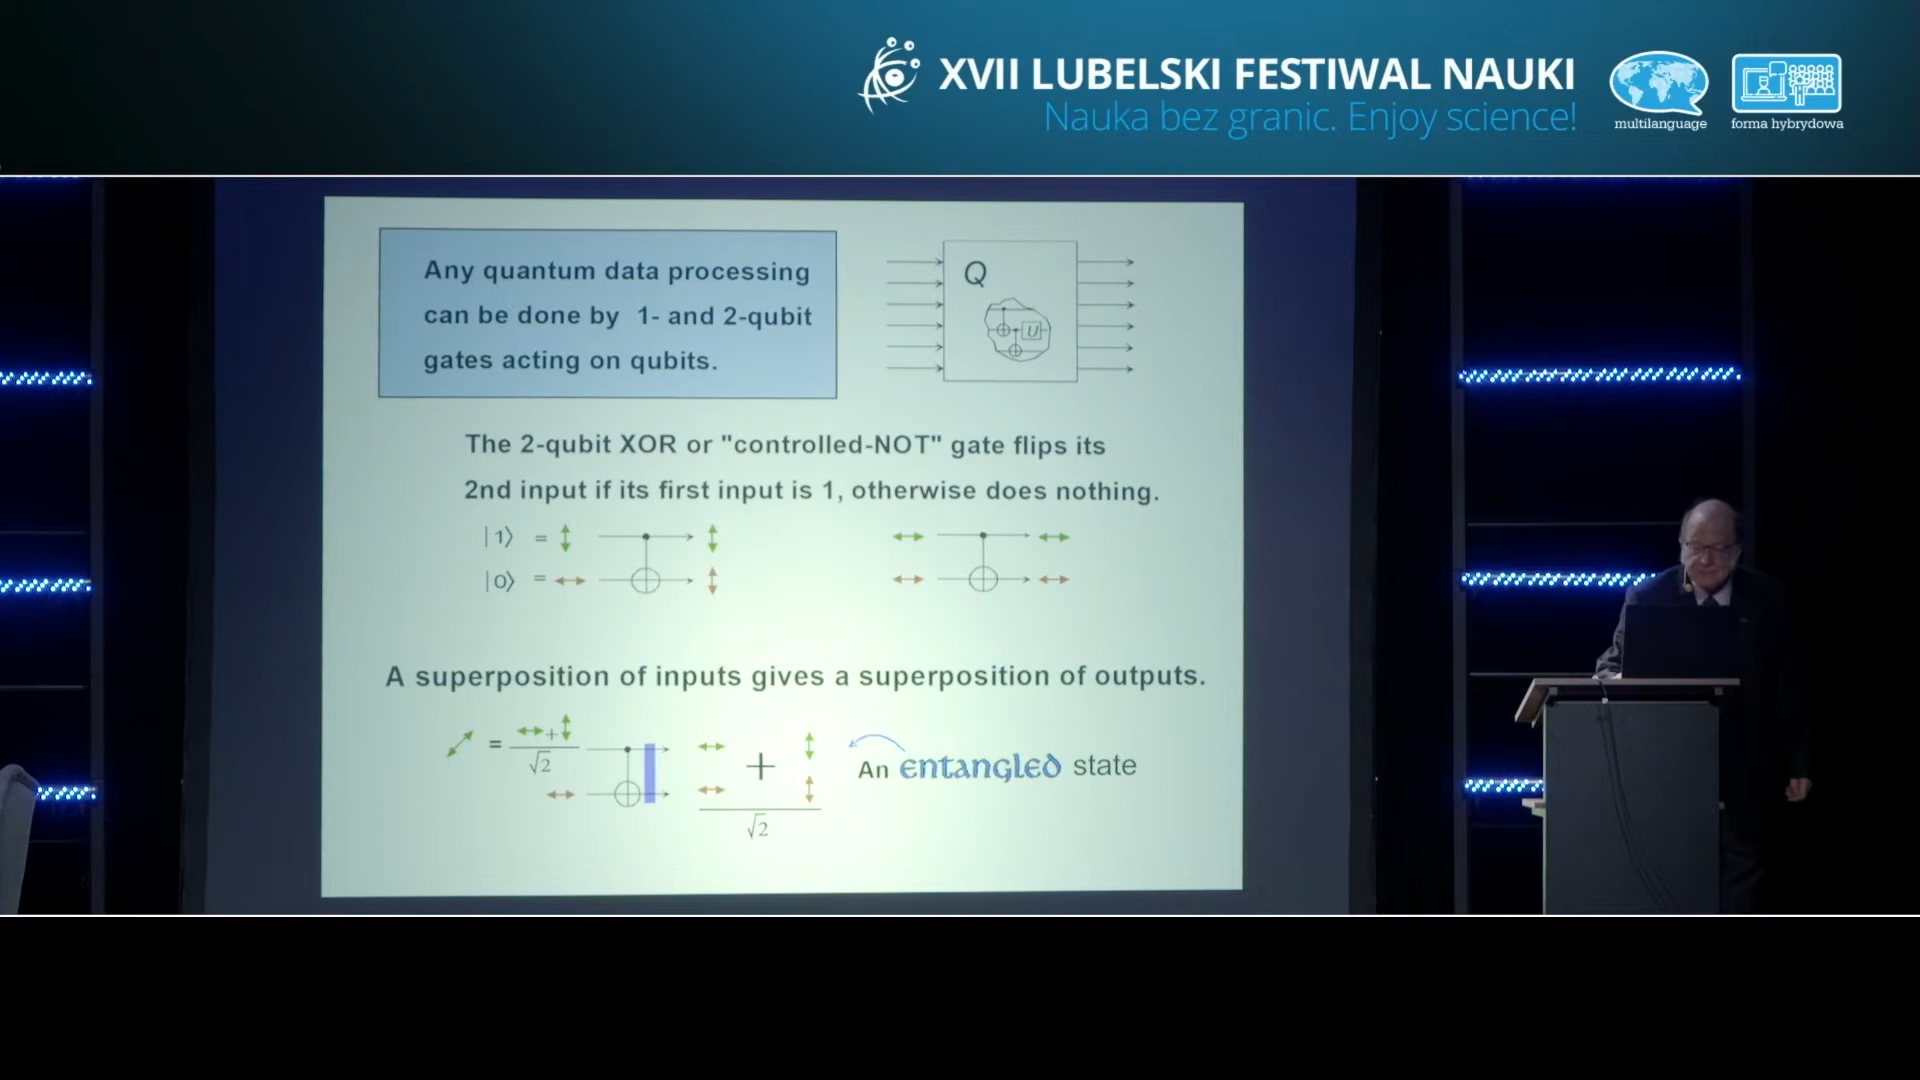 XVII LUBELSKI FESTIWAL NAUKI
Nauka bez granic. Enjoy science!
multilanguage
forma hybrydowa
Any quantum data processing
can be done by 1- and 2-qubit
gates acting on qubits.
Q
U
The 2-qubit XOR or "controlled-NOT" gate flips its
2nd input if its first input is 1, otherwise does nothing.
|1⟩ =
|0⟩ =
A superposition of inputs gives a superposition of outputs.
= +
√2
+
√2
An entangled state